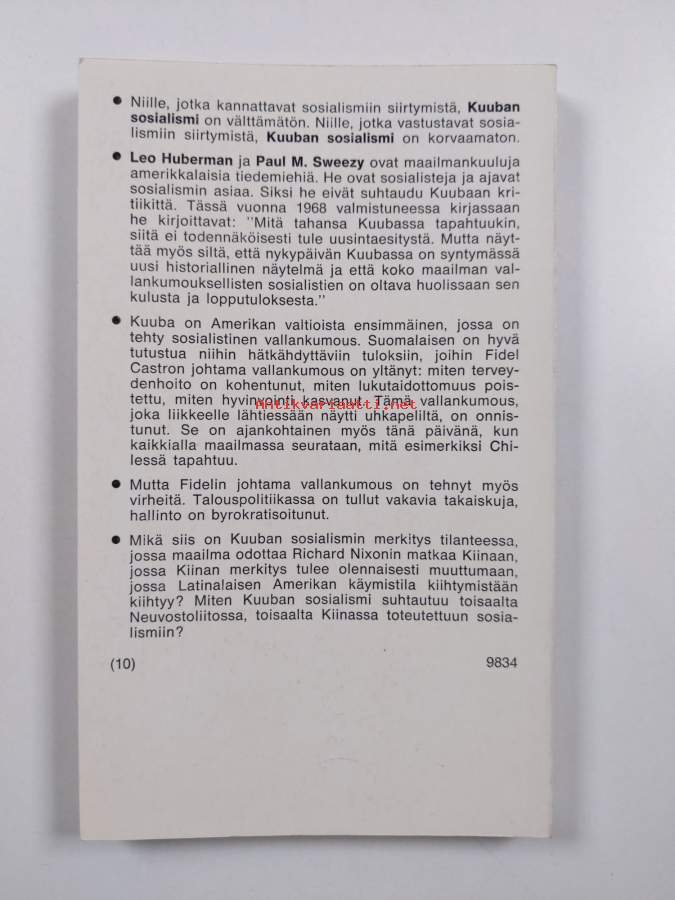 • Niille, jotka kannattavat sosialismiin siirtymistä, Kuuban
sosialismi on välttämätön. Niille, jotka vastustavat sosia-
lismiin siirtymistä, Kuuban sosialismi on korvaamaton.
• Leo Huberman ja Paul M. Sweezy ovat maailmankuuluja
amerikkalaisia tiedemiehiä. He ovat sosialisteja ja ajavat
sosialismin asiaa. Siksi he eivät suhtaudu Kuubaan kri-
tiikittä. Tässä vuonna 1968 valmistuneessa kirjassaan
he kirjoittavat: "Mitä tahansa Kuubassa tapahtuukin,
siitä ei todennäköisesti tule uusintaesitystä. Mutta näyt-
tää myös siltä, että nykypäivän Kuubassa on syntymässä
uusi historiallinen näytelmä ja että koko maailman val-
lankumouksellisten sosialistien on oltava huolissaan sen
kulusta ja lopputuloksesta."
• Kuuba on Amerikan valtioista ensimmäinen, jossa on
tehty sosialistinen vallankumous. Suomalaisen on hyvä
tutustua niihin hätkähdyttäviin tuloksiin, joihin Fidel
Castron johtama vallankumous on yltänyt: miten tervey-
denhoito on kohentunut, miten lukutaidottomuus pois-
tettu, miten hyvinvointi kasvanut. Tämä vallankumous,
Antikvariaatti.net
joka liikkeelle lähtiessään näytti uhkapeliltä, on onnis-
tunut. Se on ajankohtainen myös tänä päivänä, kun
kaikkialla maailmassa seurataan, mitä esimerkiksi Chi-
lessä tapahtuu.
• Mutta Fidelin johtama vallankumous on tehnyt myös
virheitä. Talouspolitiikassa on tullut vakavia takaiskuja,
hallinto on byrokratisoitunut.
• Mikä siis on Kuuban sosialismin merkitys tilanteessa,
jossa maailma odottaa Richard Nixonin matkaa Kiinaan,
jossa Kiinan merkitys tulee olennaisesti muuttumaan,
jossa Latinalaisen Amerikan käymistila kiihtymistään
kiihtyy? Miten Kuuban sosialismi suhtautuu toisaalta
Neuvostoliitossa, toisaalta Kiinassa toteutettuun sosia-
lismiin?
(10) 9834